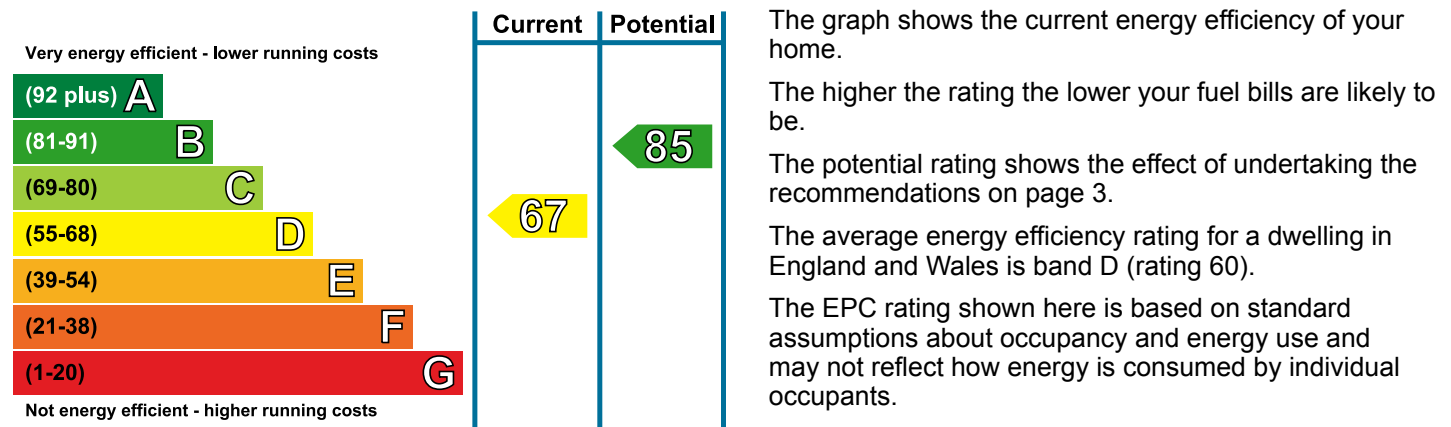 Current Potential
Very energy efficient - lower running costs
(92 plus) A
(81-91) B
(69-80) C
(55-68) D
(39-54) E
(21-38) F
(1-20) G
Not energy efficient - higher running costs
85
67
The graph shows the current energy efficiency of your
home.
The higher the rating the lower your fuel bills are likely to
be.
The potential rating shows the effect of undertaking the
recommendations on page 3.
The average energy efficiency rating for a dwelling in
England and Wales is band D (rating 60).
The EPC rating shown here is based on standard
assumptions about occupancy and energy use and
may not reflect how energy is consumed by individual
occupants.